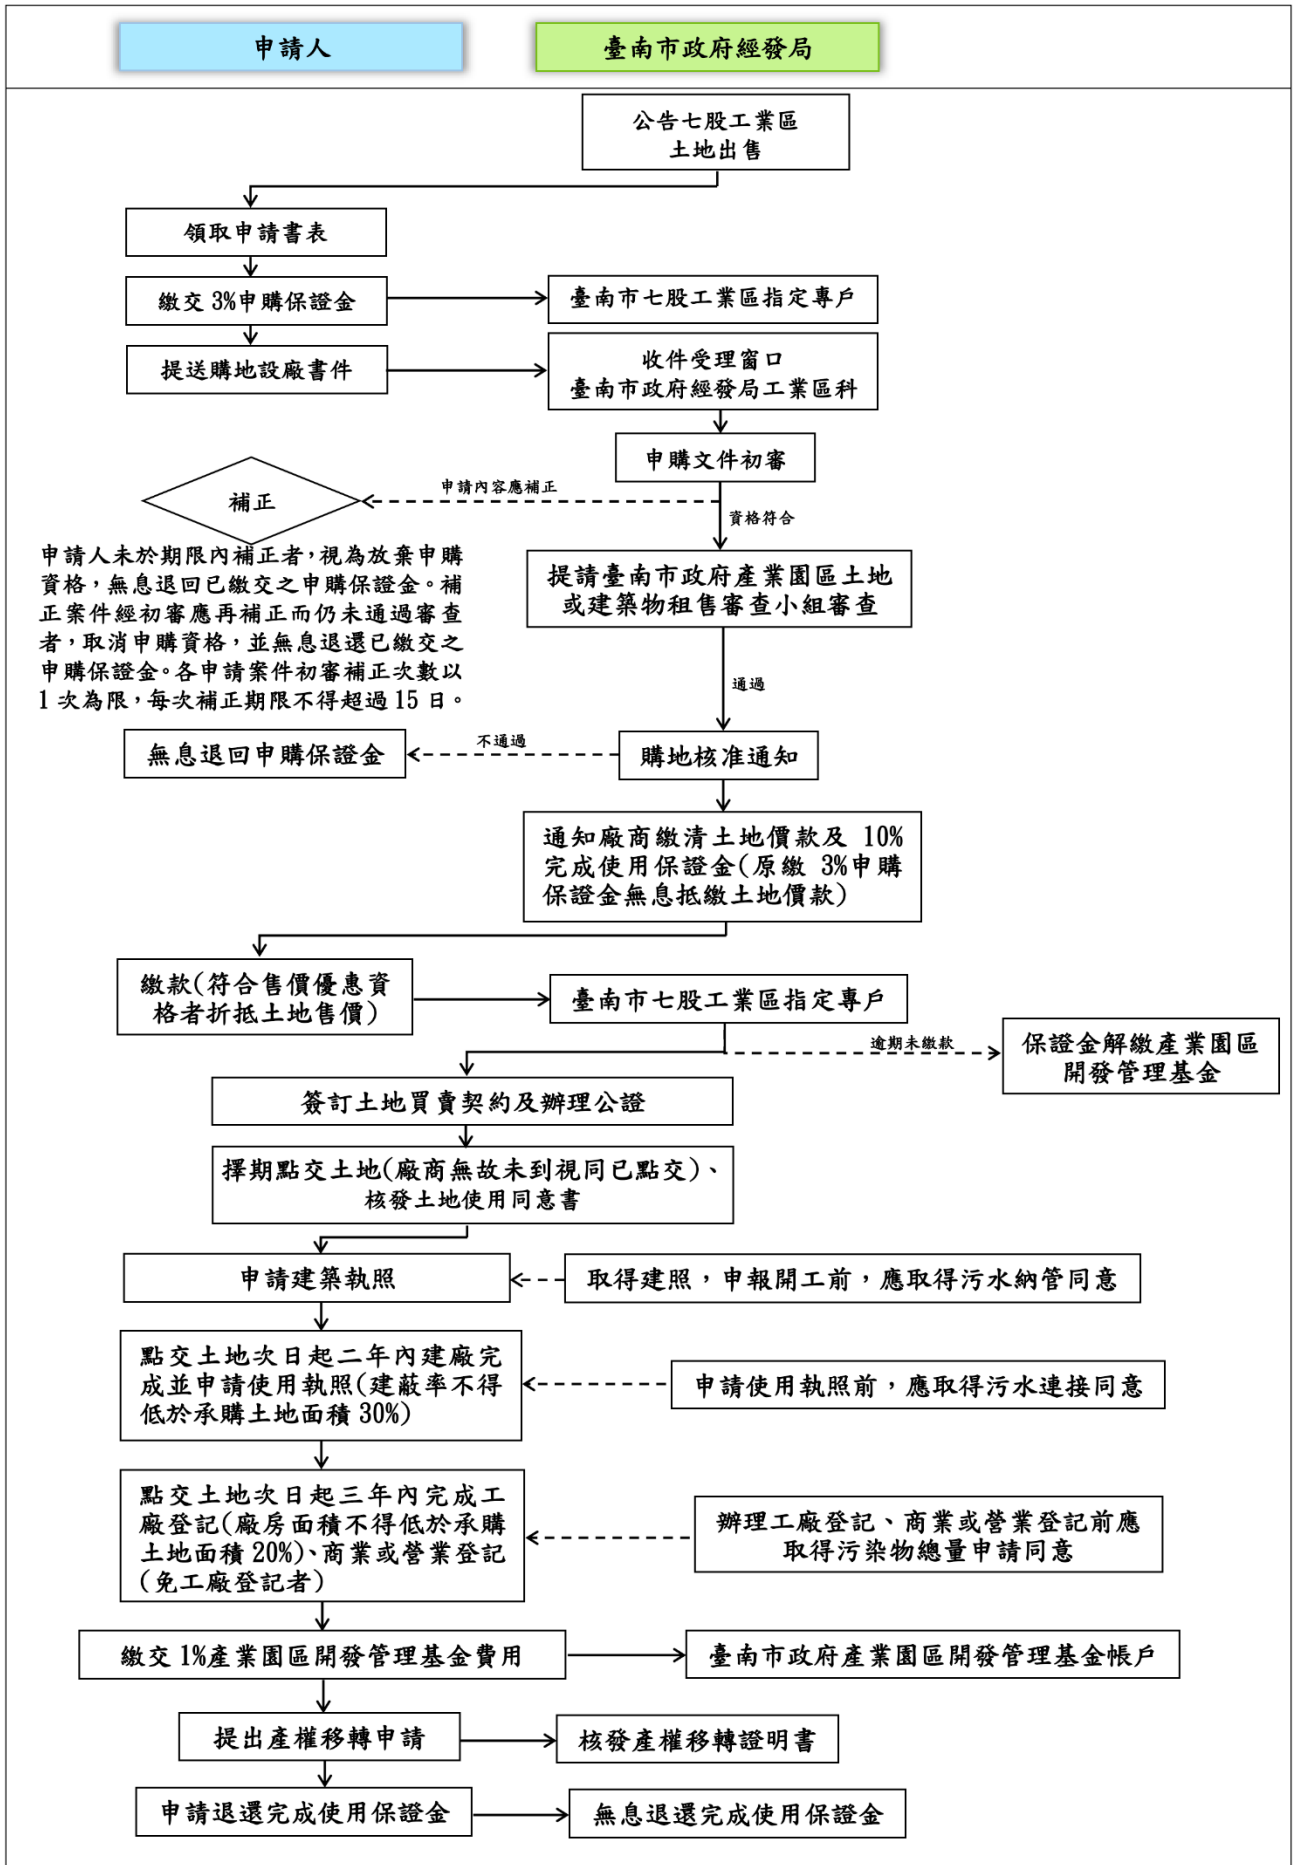 申請人
臺南市政府經發局
公告七股工業區
土地出售
領取申請書表
繳交 3%申購保證金
臺南市七股工業區指定專戶
提送購地設廠書件
收件受理窗口
臺南市政府經發局工業區科
申購文件初審
申請內容應補正
補正
資格符合
申請人未於期限內補正者，視為放棄申購
資格，無息退回已繳交之申購保證金。補
正案件經初審應再補正而仍未通過審查
者，取消申購資格，並無息退還已繳交之
申購保證金。各申請案件初審補正次數以
1 次為限，每次補正期限不得超過 15 日。
提請臺南市政府產業園區土地
或建築物租售審查小組審查
通過
不通過
無息退回申購保證金
購地核准通知
通知廠商繳清土地價款及 10%
完成使用保證金(原繳 3%申購
保證金無息抵繳土地價款)
繳款(符合售價優惠資
格者折抵土地售價)
臺南市七股工業區指定專戶
逾期未繳款
保證金解繳產業園區
開發管理基金
簽訂土地買賣契約及辦理公證
擇期點交土地(廠商無故未到視同已點交)、
核發土地使用同意書
申請建築執照
取得建照，申報開工前，應取得污水納管同意
點交土地次日起二年內建廠完
成並申請使用執照(建蔽率不得
低於承購土地面積 30%)
申請使用執照前，應取得污水連接同意
點交土地次日起三年內完成工
廠登記(廠房面積不得低於承購
土地面積 20%)、商業或營業登記
(免工廠登記者)
辦理工廠登記、商業或營業登記前應
取得污染物總量申請同意
繳交 1%產業園區開發管理基金費用
臺南市政府產業園區開發管理基金帳戶
提出產權移轉申請
核發產權移轉證明書
申請退還完成使用保證金
無息退還完成使用保證金